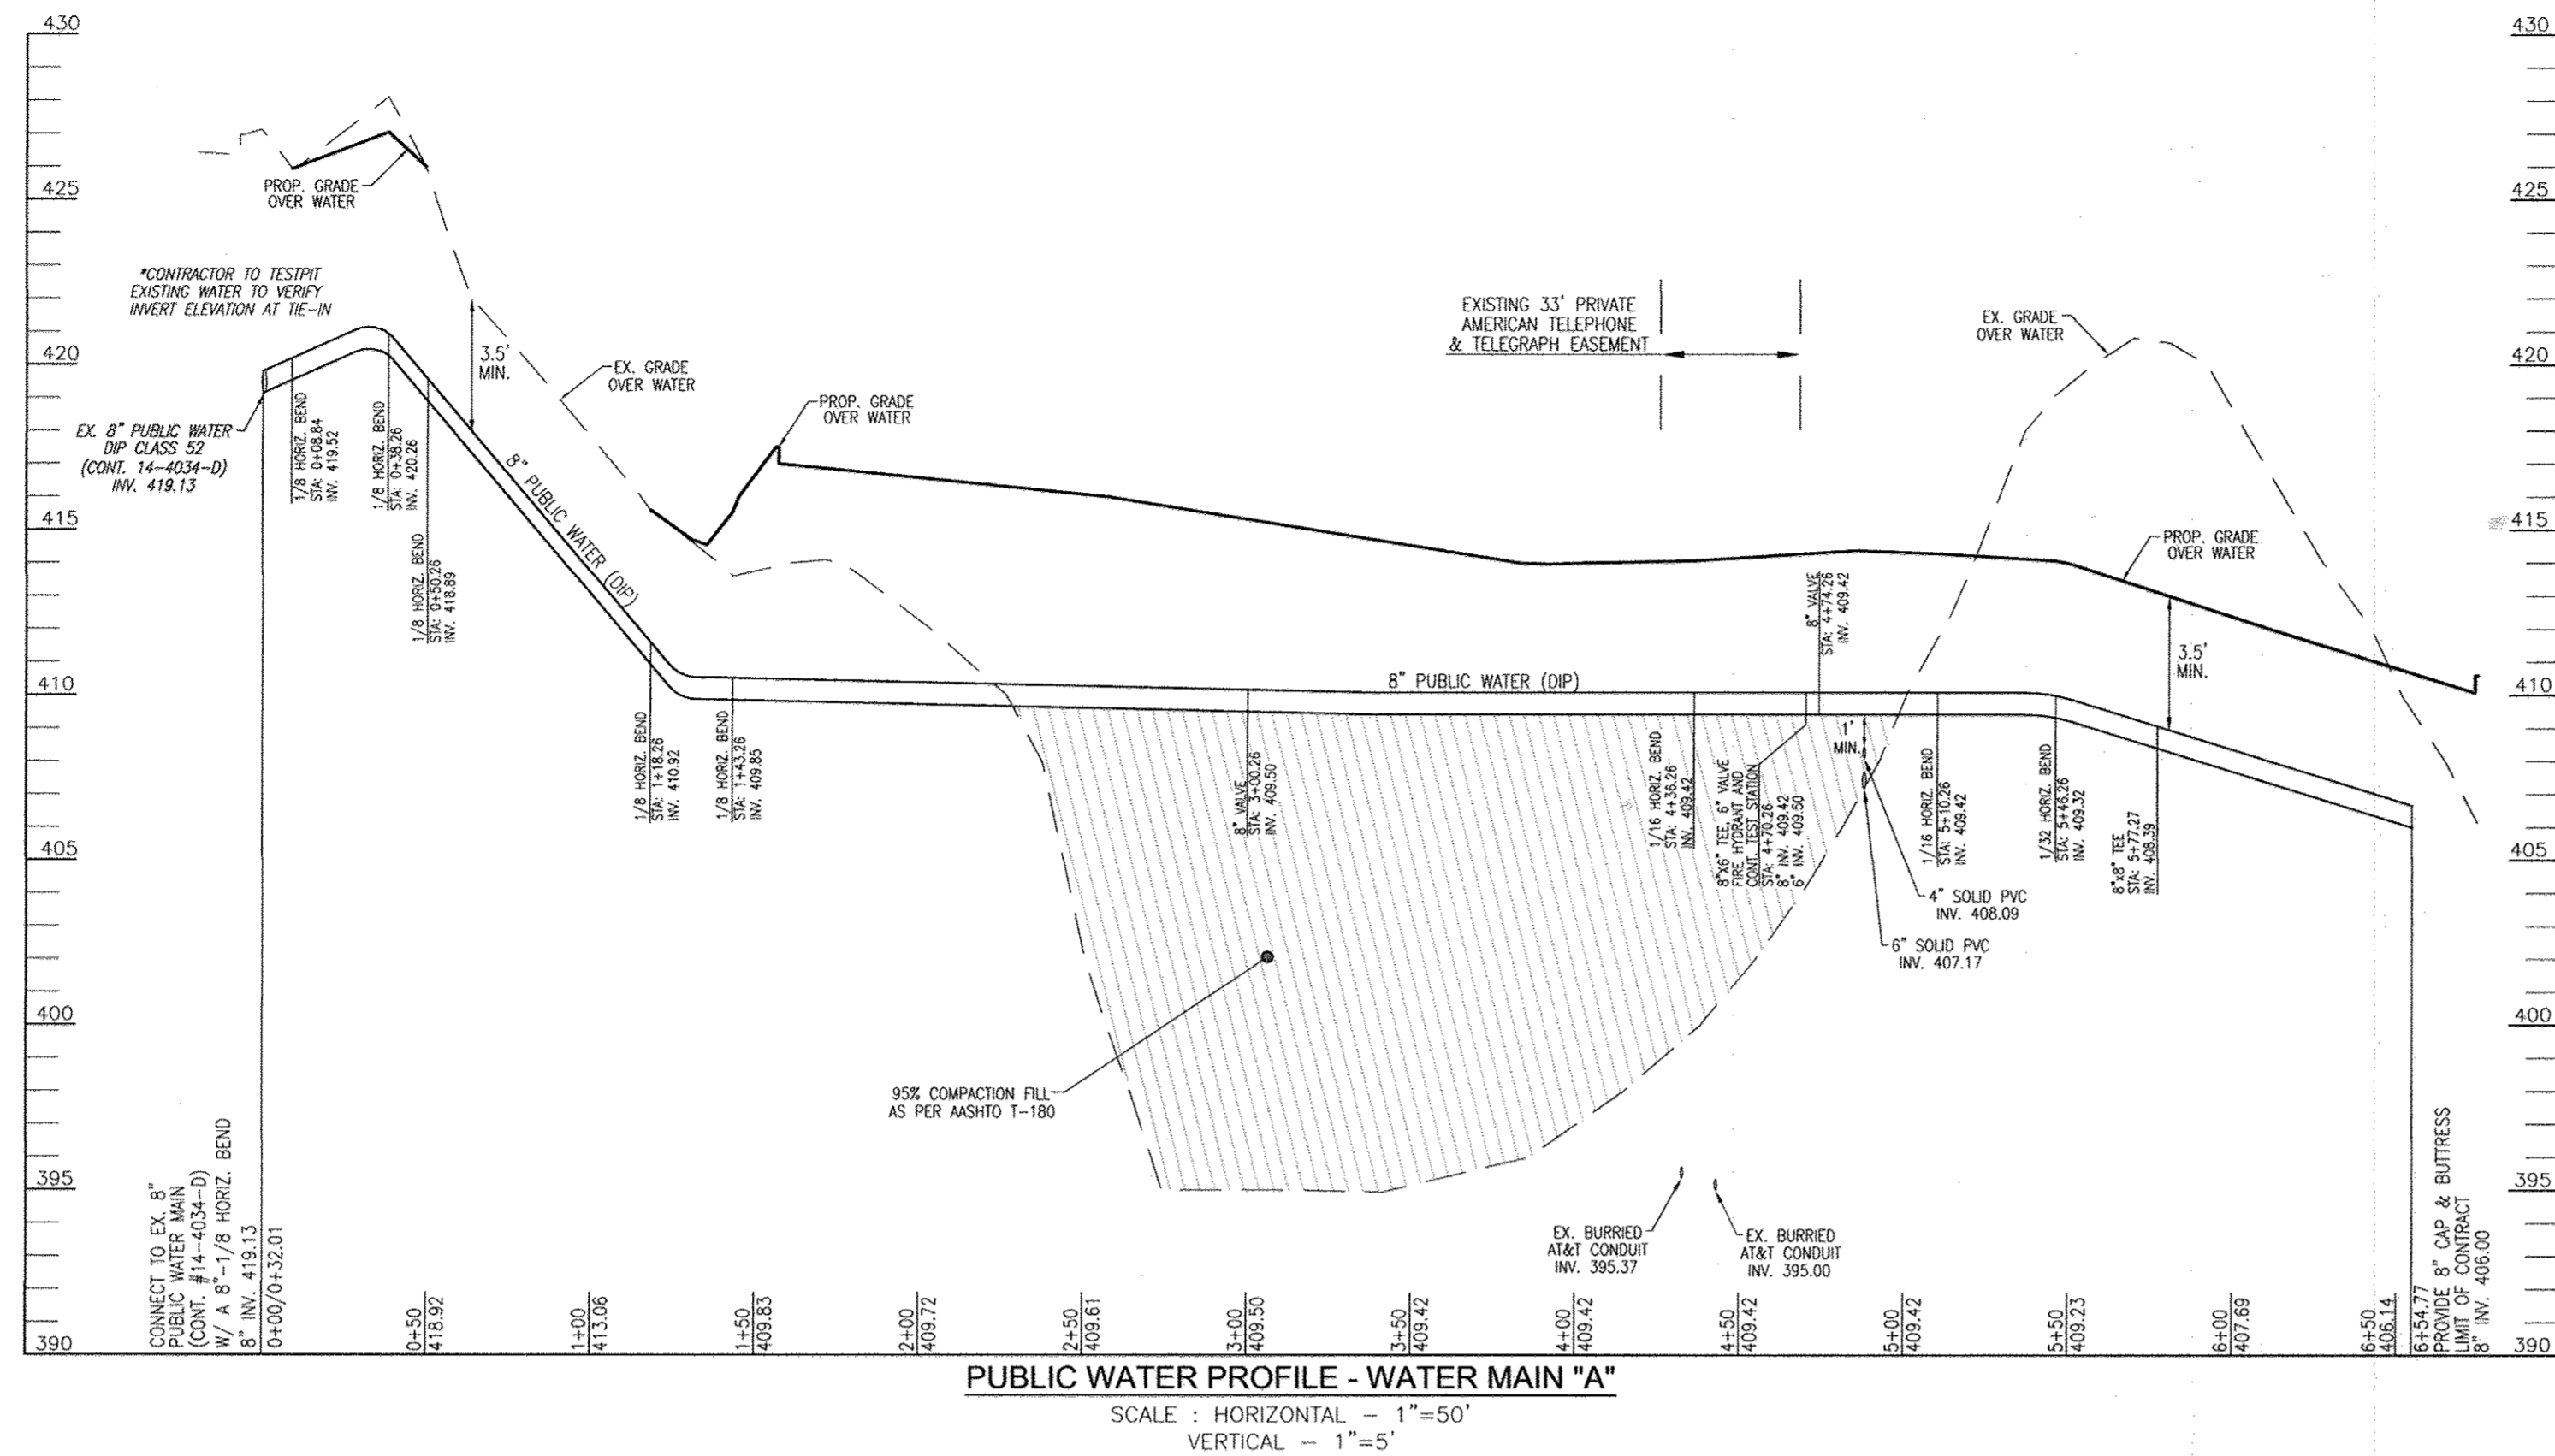 430
425
420
415
410
405
400
395
390
430
425
420
415
410
405
400
395
390
PROP. GRADE
OVER WATER
*CONTRACTOR TO TESTPIT
EXISTING WATER TO VERIFY
INVERT ELEVATION AT TIE-IN
EX. 8" PUBLIC WATER
DIP CLASS 52
(CONT. 14-4034-D)
INV. 419.13
1/8 HORIZ. BEND
STA: 0+08.84
INV. 419.52
1/8 HORIZ. BEND
STA: 0+38.26
INV. 420.26
1/8 HORIZ. BEND
STA: 0+50.26
INV. 418.89
3.5'
MIN.
EX. GRADE
OVER WATER
8" PUBLIC WATER (DIP)
PROP. GRADE
OVER WATER
1/8 HORIZ. BEND
STA: 1+18.26
INV. 410.92
1/8 HORIZ. BEND
STA: 1+43.26
INV. 409.85
8" VALVE
STA: 3+00.26
INV. 409.50
8" PUBLIC WATER (DIP)
EXISTING 33' PRIVATE
AMERICAN TELEPHONE
& TELEGRAPH EASEMENT
1/16 HORIZ. BEND
STA: 4+36.26
INV. 409.42
8"X6" TEE, 6" VALVE
FIRE HYDRANT AND
CONT. TEST STATION
STA: 4+70.26
8" INV. 409.42
6" INV. 409.50
8" VALVE
STA: 4+74.26
INV. 409.42
1'
MIN.
EX. GRADE
OVER WATER
PROP. GRADE
OVER WATER
1/16 HORIZ. BEND
STA: 5+10.26
INV. 409.42
1/32 HORIZ. BEND
STA: 5+46.26
INV. 409.32
8"x8" TEE
STA: 5+77.27
INV. 408.39
3.5'
MIN.
4" SOLID PVC
INV. 408.09
6" SOLID PVC
INV. 407.17
95% COMPACTION FILL
AS PER AASHTO T-180
EX. BURRIED
AT&T CONDUIT
INV. 395.37
EX. BURRIED
AT&T CONDUIT
INV. 395.00
CONNECT TO EX. 8"
PUBLIC WATER MAIN
(CONT. #14-4034-D)
W/ A 8"-1/8 HORIZ. BEND
8" INV. 419.13
0+00/0+32.01
0+50
418.92
1+00
413.06
1+50
409.83
2+00
409.72
2+50
409.61
3+00
409.50
3+50
409.42
4+00
409.42
4+50
409.42
5+00
409.42
5+50
409.23
6+00
407.69
6+50
406.14
6+54.77
PROVIDE 8" CAP & BUTTRESS
LIMIT OF CONTRACT
8" INV. 406.00
PUBLIC WATER PROFILE - WATER MAIN "A"
SCALE : HORIZONTAL - 1"=50'
VERTICAL - 1"=5'